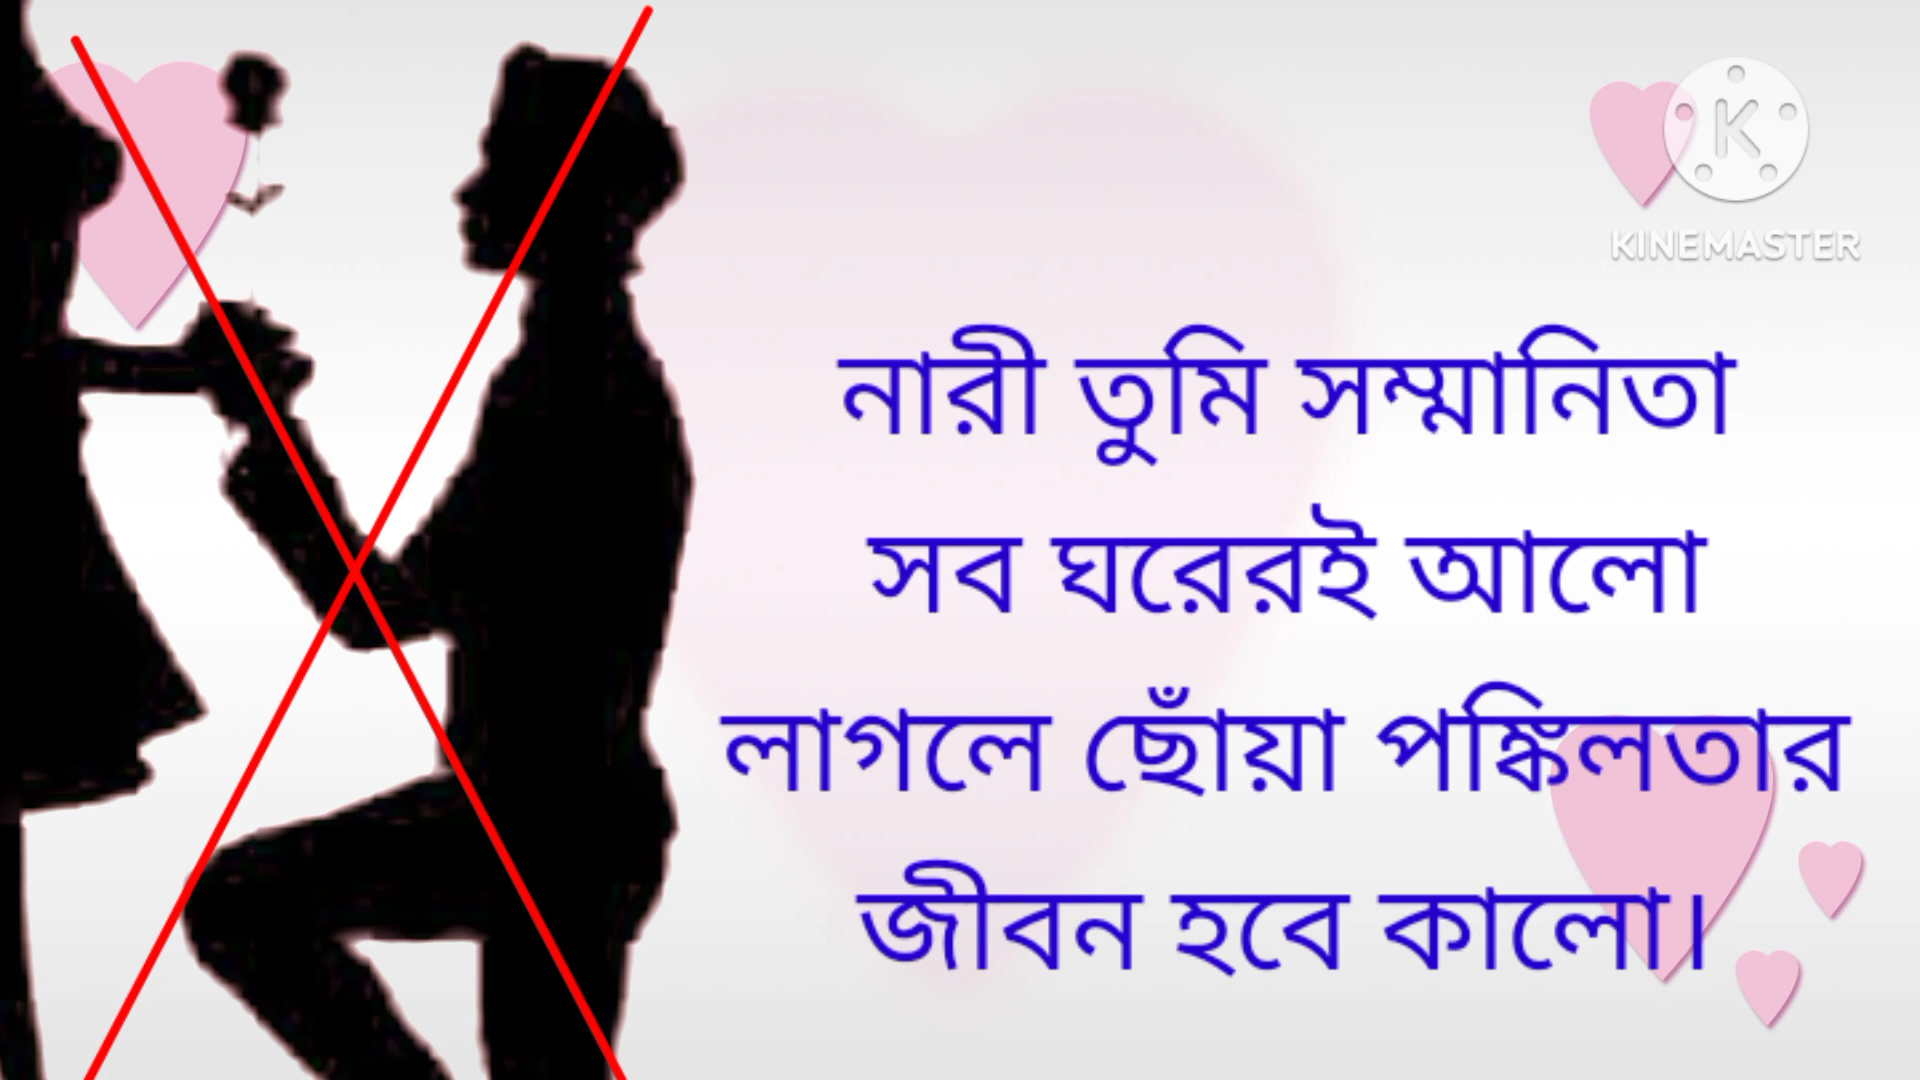 KINEMASTER
নারী তুমি সম্মানিতা
সব ঘরেরই আলো
লাগলে ছোঁয়া পঙ্কিলতার
জীবন হবে কালো।